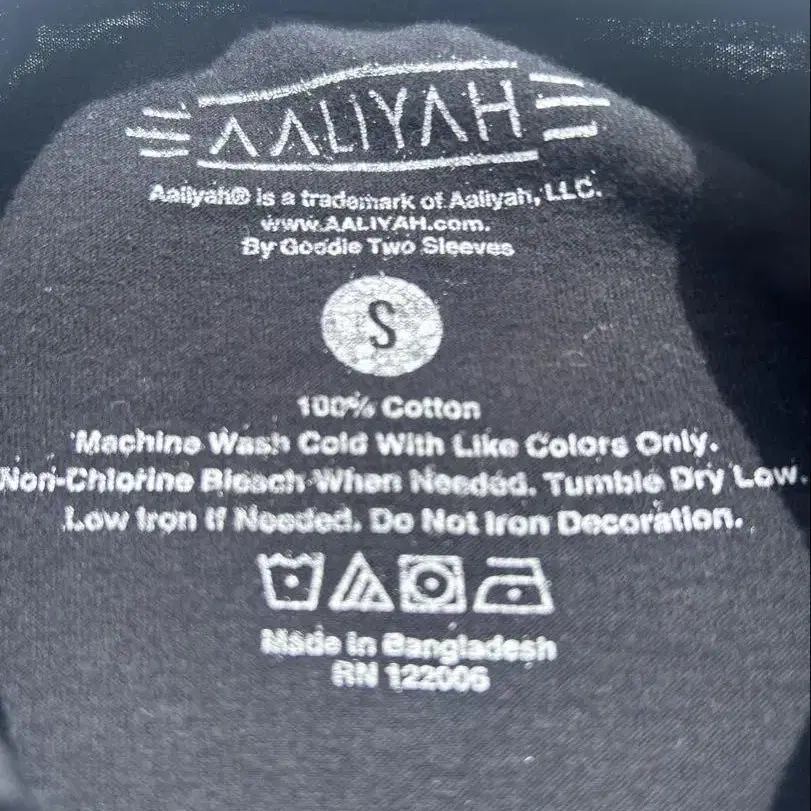 AALIYAH
Aaliyah® is a trademark of Aaliyah, LLC.
www.AALIYAH.com.
By Goodie Two Sleeves
S
100% Cotton
Machine Wash Cold With Like Colors Only.
Non-Chlorine Bleach When Needed. Tumble Dry Low.
Low Iron If Needed. Do Not Iron Decoration.
Made In Bangladesh
RN 122006